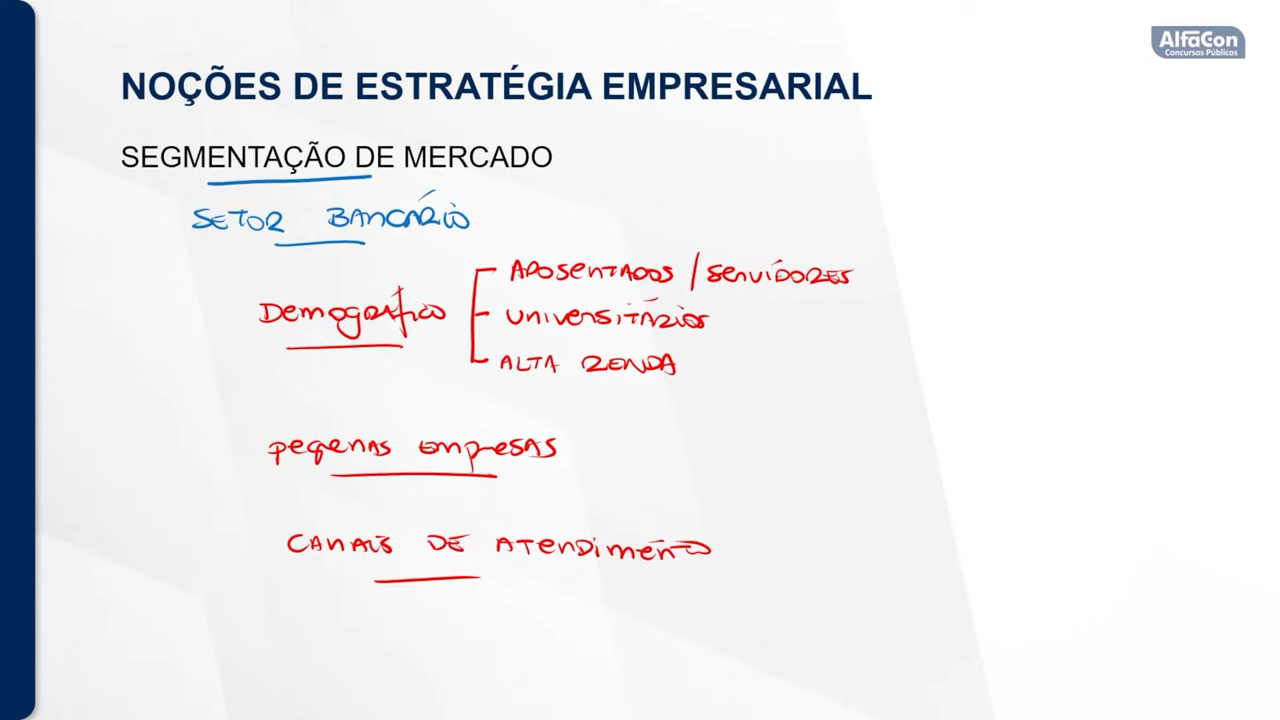 AlfaCon
Concursos Públicos
NOÇÕES DE ESTRATÉGIA EMPRESARIAL
SEGMENTAÇÃO DE MERCADO
SETOR BANCÁRIO
DEMOGRÁFICO
APOSENTADOS / SERVIDORES
UNIVERSITÁRIOS
ALTA RENDA
PEQUENAS EMPRESAS
CANAIS DE ATENDIMENTO